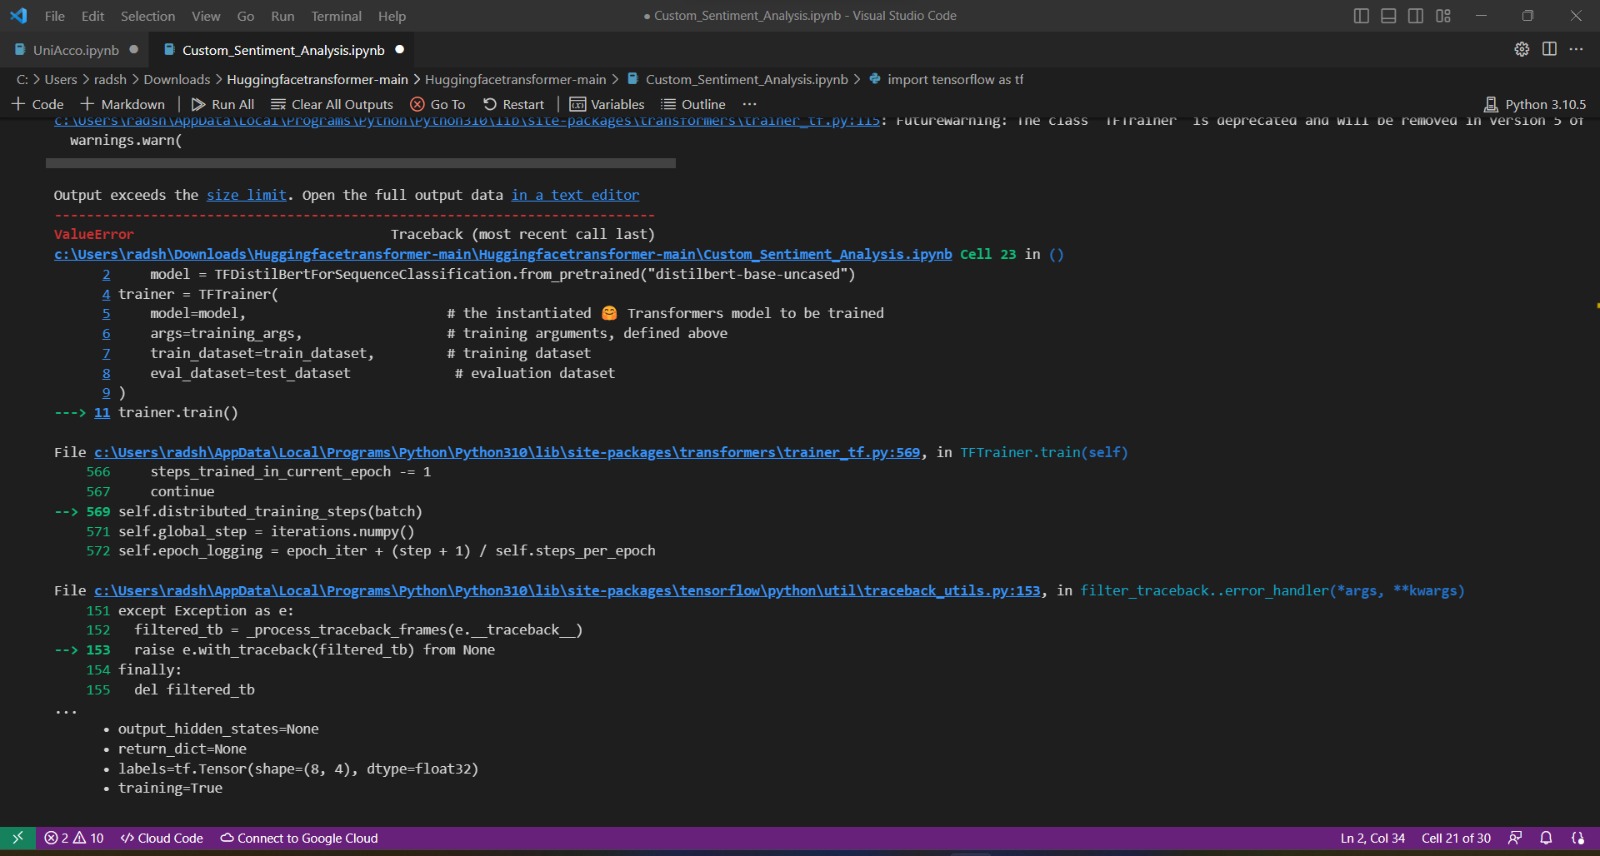 File Edit Selection View Go Run Terminal Help
● Custom_Sentiment_Analysis.ipynb - Visual Studio Code
UniAcco.ipynb ●
Custom_Sentiment_Analysis.ipynb ●
C: > Users > radsh > Downloads > Huggingfacetransformer-main > Huggingfacetransformer-main > Custom_Sentiment_Analysis.ipynb > import tensorflow as tf
+ Code + Markdown | Run All Clear All Outputs Go To Restart | Variables Outline ···
Python 3.10.5
c:\Users\radsh\AppData\Local\Programs\Python\Python310\lib\site-packages\transformers\trainer_tf.py:115: FutureWarning: The class `TFTrainer` is deprecated and will be removed in version 5 of
warnings.warn(
Output exceeds the size limit. Open the full output data in a text editor
---------------------------------------------------------------------------
ValueError Traceback (most recent call last)
c:\Users\radsh\Downloads\Huggingfacetransformer-main\Huggingfacetransformer-main\Custom_Sentiment_Analysis.ipynb Cell 23 in ()
2 model = TFDistilBertForSequenceClassification.from_pretrained("distilbert-base-uncased")
4 trainer = TFTrainer(
5 model=model, # the instantiated 🤗 Transformers model to be trained
6 args=training_args, # training arguments, defined above
7 train_dataset=train_dataset, # training dataset
8 eval_dataset=test_dataset # evaluation dataset
9 )
---> 11 trainer.train()
File c:\Users\radsh\AppData\Local\Programs\Python\Python310\lib\site-packages\transformers\trainer_tf.py:569, in TFTrainer.train(self)
566 steps_trained_in_current_epoch -= 1
567 continue
--> 569 self.distributed_training_steps(batch)
571 self.global_step = iterations.numpy()
572 self.epoch_logging = epoch_iter + (step + 1) / self.steps_per_epoch
File c:\Users\radsh\AppData\Local\Programs\Python\Python310\lib\site-packages\tensorflow\python\util\traceback_utils.py:153, in filter_traceback..error_handler(*args, **kwargs)
151 except Exception as e:
152 filtered_tb = _process_traceback_frames(e.__traceback__)
--> 153 raise e.with_traceback(filtered_tb) from None
154 finally:
155 del filtered_tb
...
• output_hidden_states=None
• return_dict=None
• labels=tf.Tensor(shape=(8, 4), dtype=float32)
• training=True
2 10 Cloud Code Connect to Google Cloud
Ln 2, Col 34 Cell 21 of 30